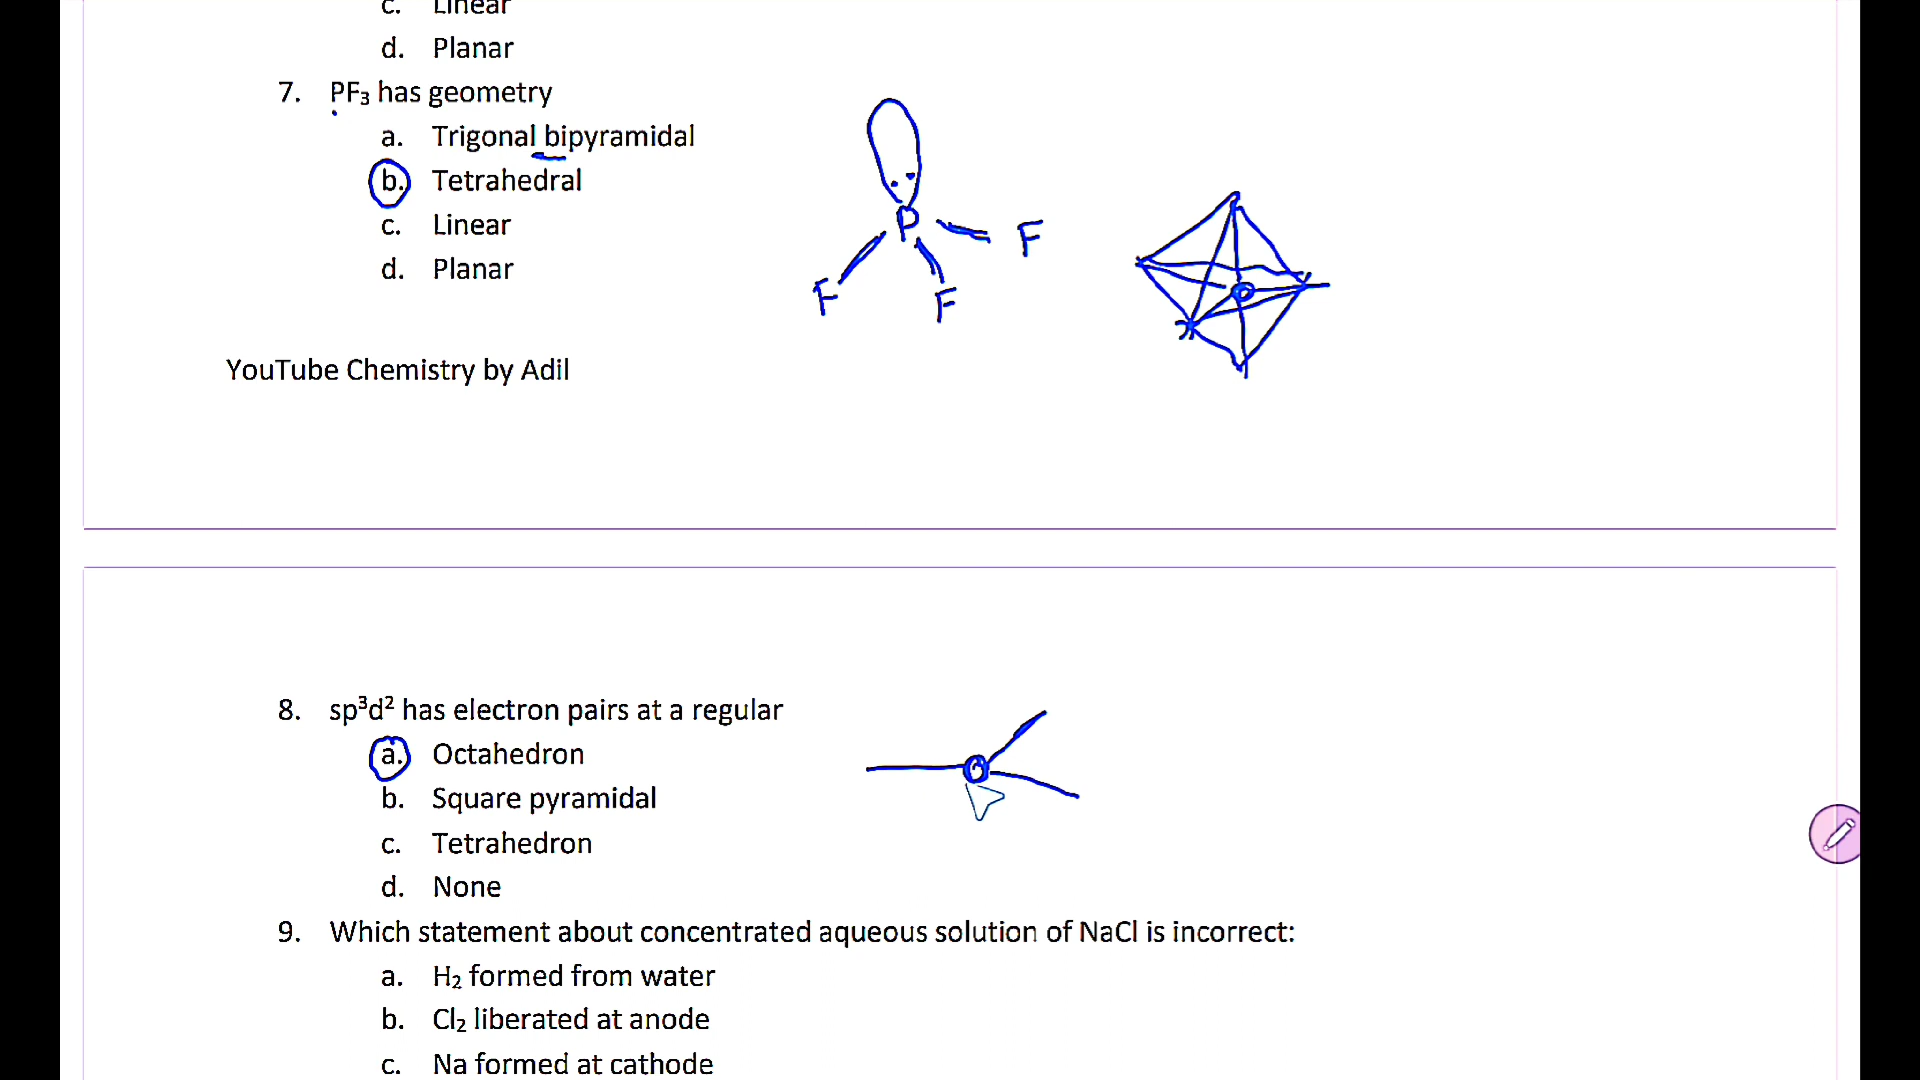 c. Linear
d. Planar
7. PF₃ has geometry
a. Trigonal bipyramidal
b. Tetrahedral
c. Linear
d. Planar
P
F
F
F
YouTube Chemistry by Adil
8. sp³d² has electron pairs at a regular
a. Octahedron
b. Square pyramidal
c. Tetrahedron
d. None
9. Which statement about concentrated aqueous solution of NaCl is incorrect:
a. H₂ formed from water
b. Cl₂ liberated at anode
c. Na formed at cathode